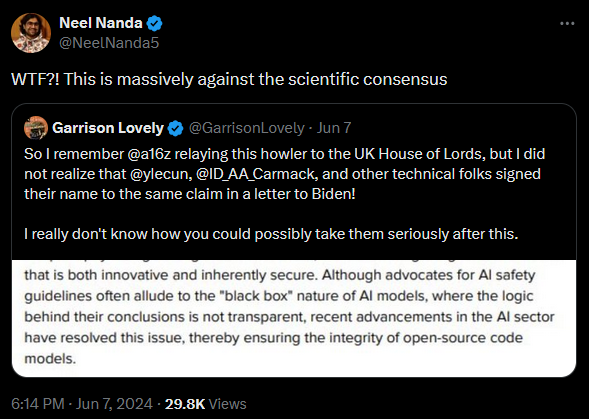 Neel Nanda
@NeelNanda5
WTF?! This is massively against the scientific consensus
Garrison Lovely @GarrisonLovely · Jun 7
So I remember @a16z relaying this howler to the UK House of Lords, but I did
not realize that @ylecun, @ID_AA_Carmack, and other technical folks signed
their name to the same claim in a letter to Biden!
I really don't know how you could possibly take them seriously after this.
that is both innovative and inherently secure. Although advocates for AI safety
guidelines often allude to the "black box" nature of AI models, where the logic
behind their conclusions is not transparent, recent advancements in the AI sector
have resolved this issue, thereby ensuring the integrity of open-source code
models.
6:14 PM · Jun 7, 2024 · 29.8K Views